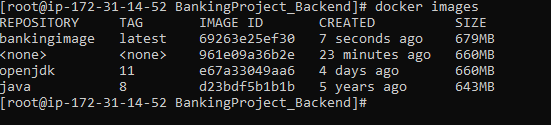 [root@ip-172-31-14-52 BankingProject_Backend]# docker images
REPOSITORY     TAG       IMAGE ID       CREATED          SIZE
bankingimage   latest    69263e25ef30   7 seconds ago    679MB
<none>         <none>    961e09a36b2e   23 minutes ago   660MB
openjdk        11        e67a33049aa6   4 days ago       660MB
java           8         d23bdf5b1b1b   5 years ago      643MB
[root@ip-172-31-14-52 BankingProject_Backend]#